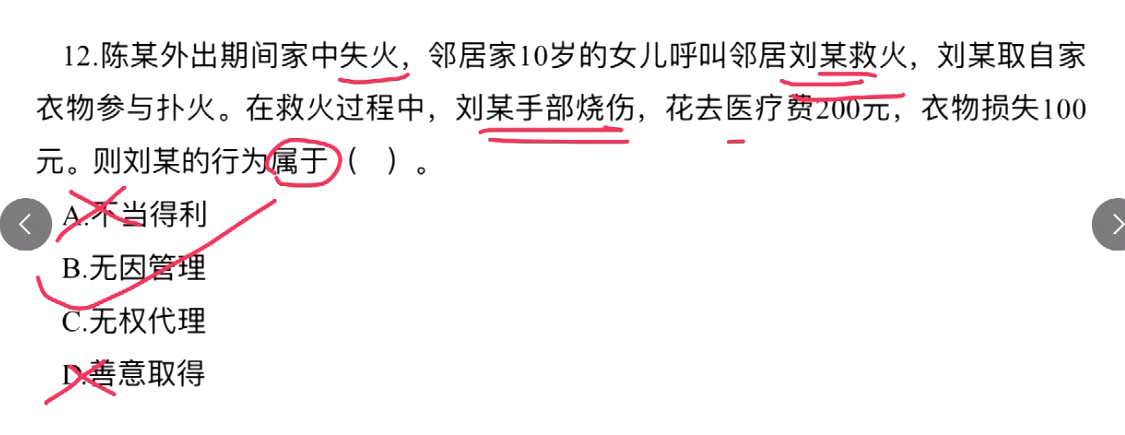 12.陈某外出期间家中失火，邻居家10岁的女儿呼叫邻居刘某救火，刘某取自家
衣物参与扑火。在救火过程中，刘某手部烧伤，花去医疗费200元，衣物损失100
元。则刘某的行为属于（　）。
A.不当得利
B.无因管理
C.无权代理
D.善意取得